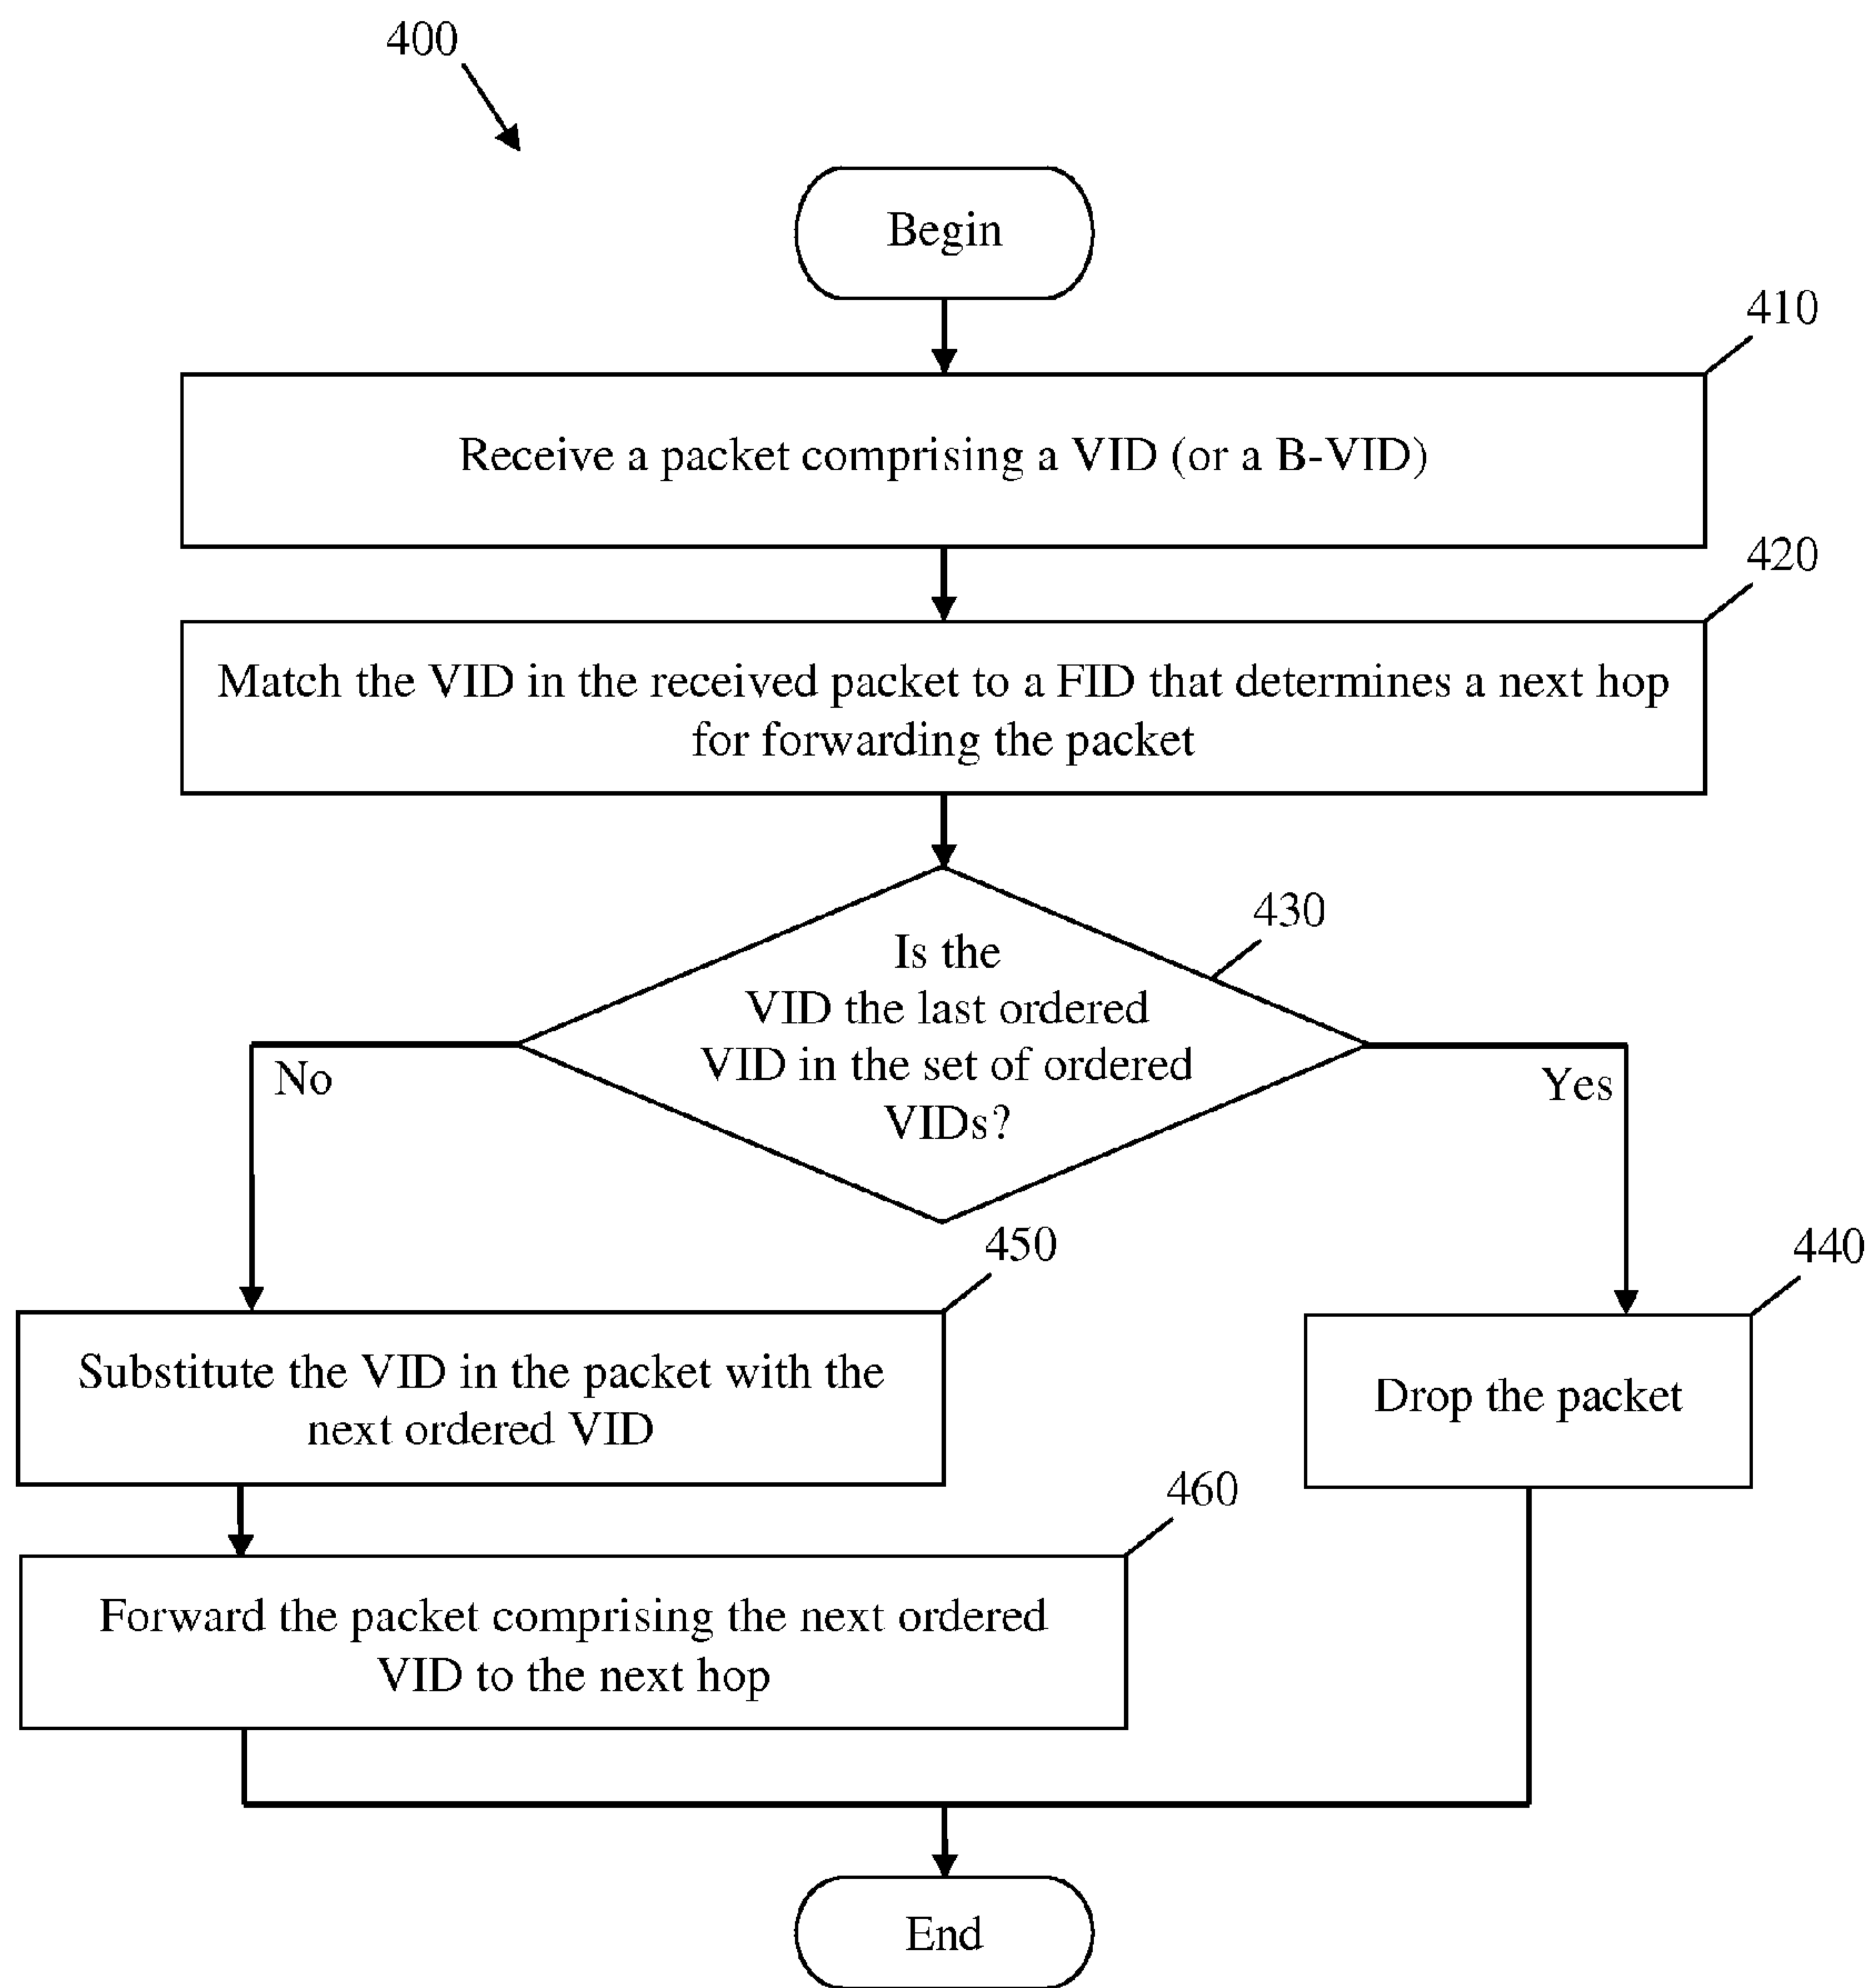 400
Begin
410
Receive a packet comprising a VID (or a B-VID)
420
Match the VID in the received packet to a FID that determines a next hop
for forwarding the packet
430
Is the
VID the last ordered
VID in the set of ordered
VIDs?
No
Yes
450
Substitute the VID in the packet with the
next ordered VID
440
Drop the packet
460
Forward the packet comprising the next ordered
VID to the next hop
End